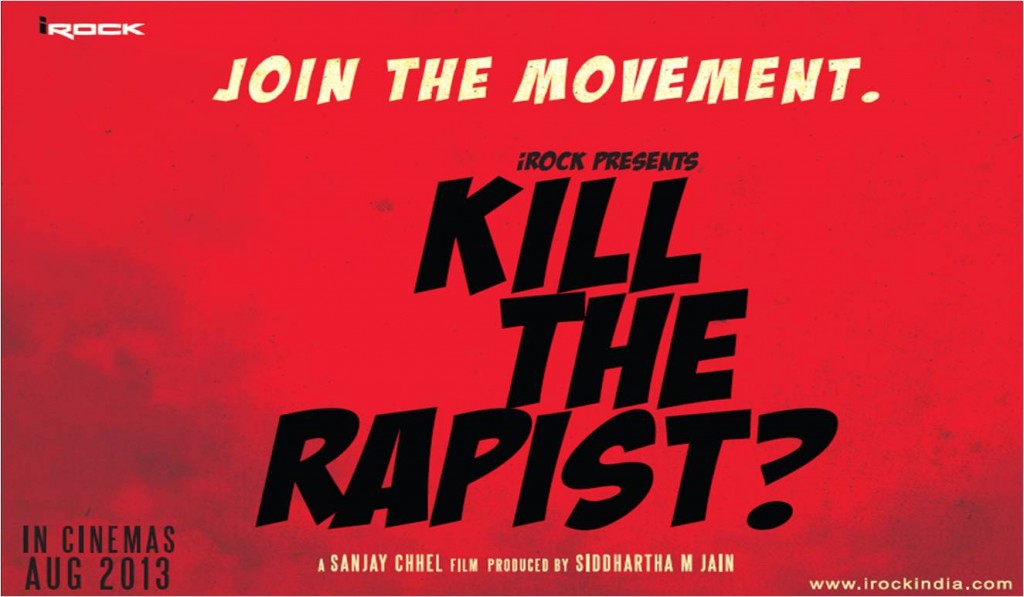 iROCK
JOIN THE MOVEMENT.
iROCK PRESENTS
KILL
THE
RAPIST?
IN CINEMAS
AUG 2013
A SANJAY CHHEL FILM PRODUCED BY SIDDHARTHA M JAIN
www.irockindia.com